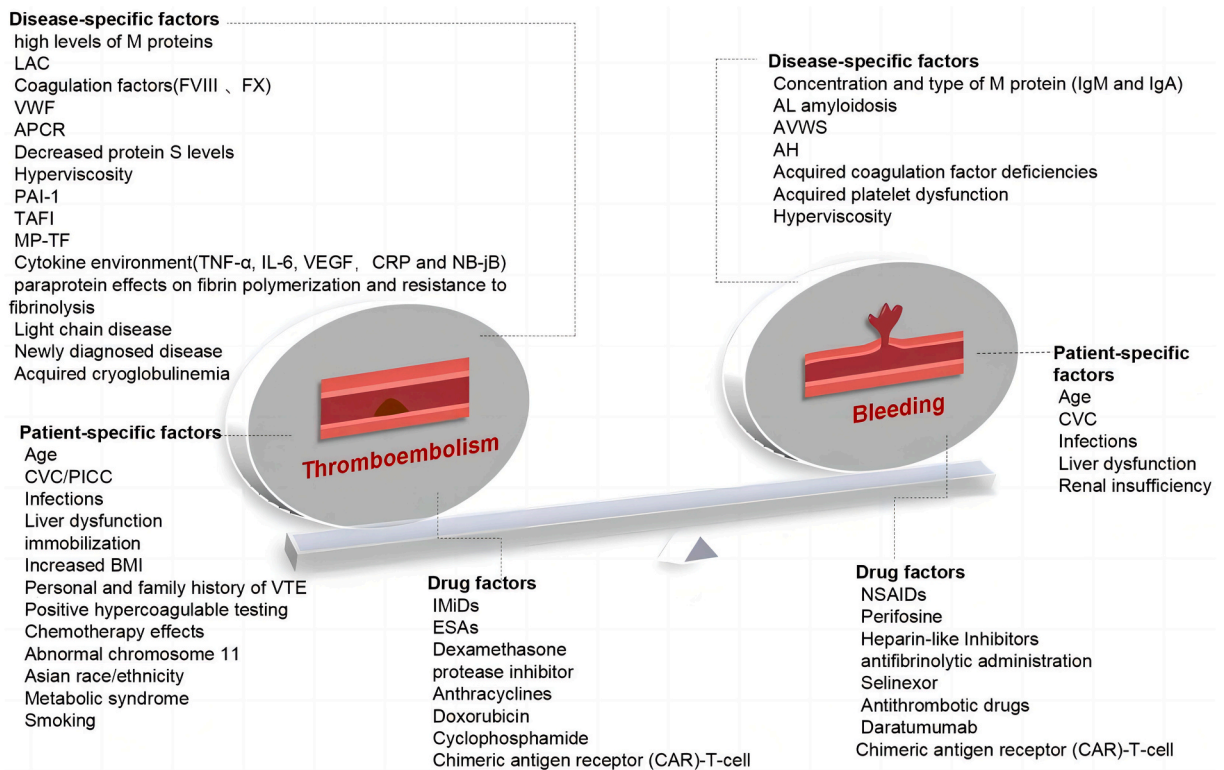 Disease-specific factors
high levels of M proteins
LAC
Coagulation factors(FVIII 、FX)
VWF
APCR
Decreased protein S levels
Hyperviscosity
PAI-1
TAFI
MP-TF
Cytokine environment(TNF-α, IL-6, VEGF, CRP and NB-jB)
paraprotein effects on fibrin polymerization and resistance to
fibrinolysis
Light chain disease
Newly diagnosed disease
Acquired cryoglobulinemia
Patient-specific factors
Age
CVC/PICC
Infections
Liver dysfunction
immobilization
Increased BMI
Personal and family history of VTE
Positive hypercoagulable testing
Chemotherapy effects
Abnormal chromosome 11
Asian race/ethnicity
Metabolic syndrome
Smoking
Thromboembolism
Drug factors
IMiDs
ESAs
Dexamethasone
protease inhibitor
Anthracyclines
Doxorubicin
Cyclophosphamide
Chimeric antigen receptor (CAR)-T-cell
Disease-specific factors
Concentration and type of M protein (IgM and IgA)
AL amyloidosis
AVWS
AH
Acquired coagulation factor deficiencies
Acquired platelet dysfunction
Hyperviscosity
Bleeding
Patient-specific
factors
Age
CVC
Infections
Liver dysfunction
Renal insufficiency
Drug factors
NSAIDs
Perifosine
Heparin-like Inhibitors
antifibrinolytic administration
Selinexor
Antithrombotic drugs
Daratumumab
Chimeric antigen receptor (CAR)-T-cell